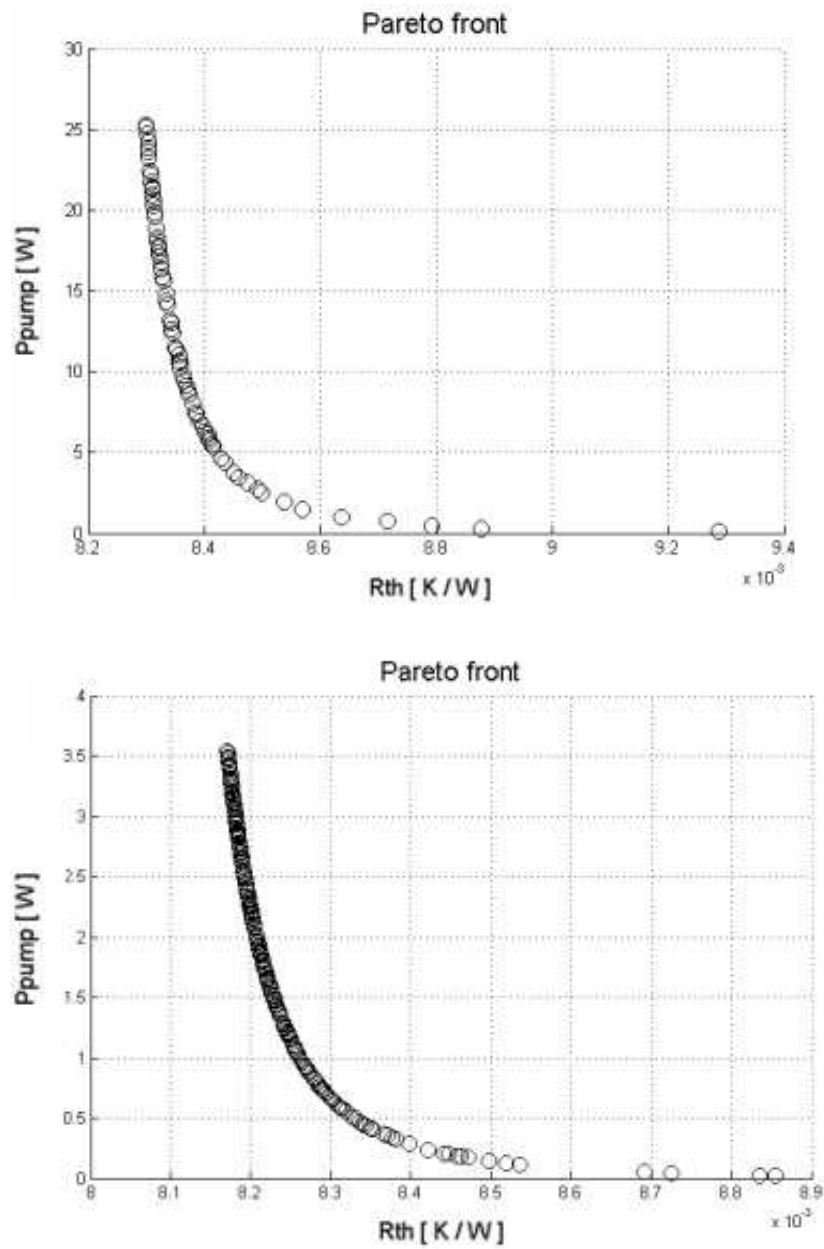 Pareto front
30
25
20
15
10
5
0
Ppump [ W ]
8.2 8.4 8.6 8.8 9 9.2 9.4
x 10-3
Rth [ K / W ]
Pareto front
4
3.5
3
2.5
2
1.5
1
0.5
0
Ppump [ W ]
8 8.1 8.2 8.3 8.4 8.5 8.6 8.7 8.8 8.9
x 10-3
Rth [ K / W ]